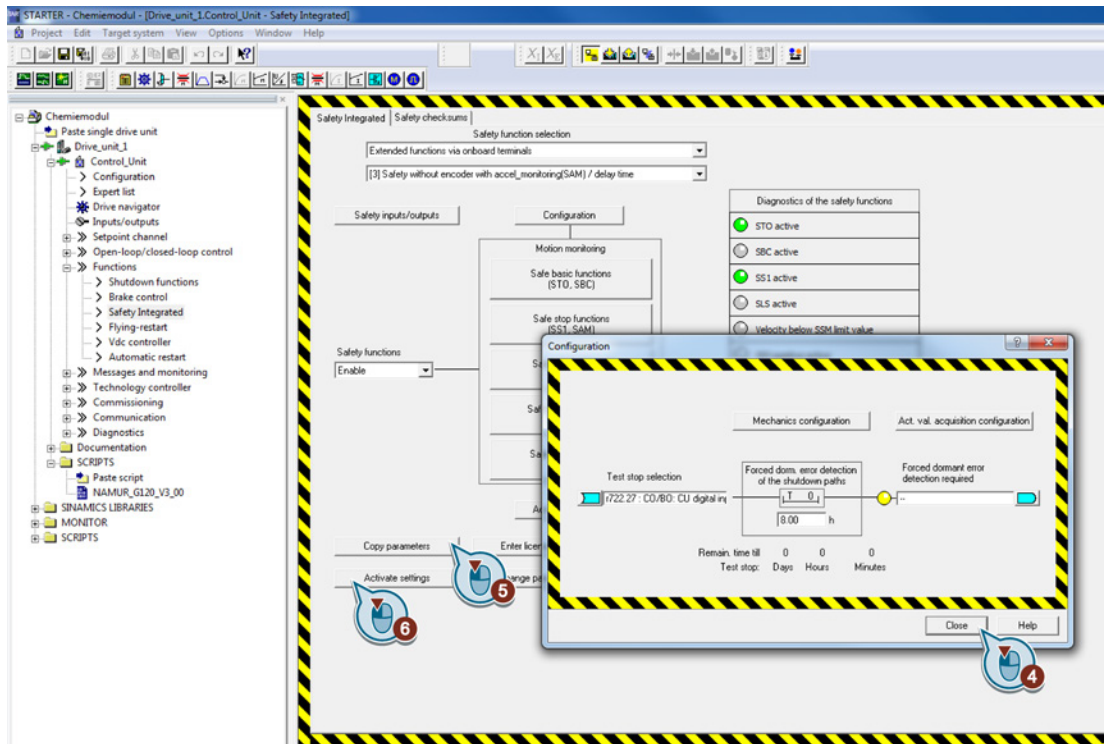 STARTER - Chemiemodul - [Drive_unit_1.Control_Unit - Safety Integrated]
Project Edit Target system View Options Window Help
Chemiemodul
Paste single drive unit
Drive_unit_1
Control_Unit
Configuration
Expert list
Drive navigator
Inputs/outputs
Setpoint channel
Open-loop/closed-loop control
Functions
Shutdown functions
Brake control
Safety Integrated
Flying-restart
Vdc controller
Automatic restart
Messages and monitoring
Technology controller
Commissioning
Communication
Diagnostics
Documentation
SCRIPTS
Paste script
NAMUR_G120_V3_00
SINAMICS LIBRARIES
MONITOR
SCRIPTS
Safety Integrated Safety checksums
Safety function selection
Extended functions via onboard terminals
[3] Safety without encoder with accel_monitoring(SAM) / delay time
Safety inputs/outputs
Configuration
Motion monitoring
Safe basic functions
(STO, SBC)
Safe stop functions
(SS1, SAM)
Safety functions
Enable
Copy parameters
Activate settings
5
6
Diagnostics of the safety functions
STO active
SBC active
SS1 active
SLS active
Velocity below SSM limit value
Configuration
Mechanics configuration
Act. val. acquisition configuration
Test stop selection
r722.27 : CO/BO: CU digital in
Forced dorm. error detection
of the shutdown paths
T 0
8.00 h
Forced dormant error
detection required
--
Remain. time till 0 0 0
Test stop: Days Hours Minutes
Close
Help
4